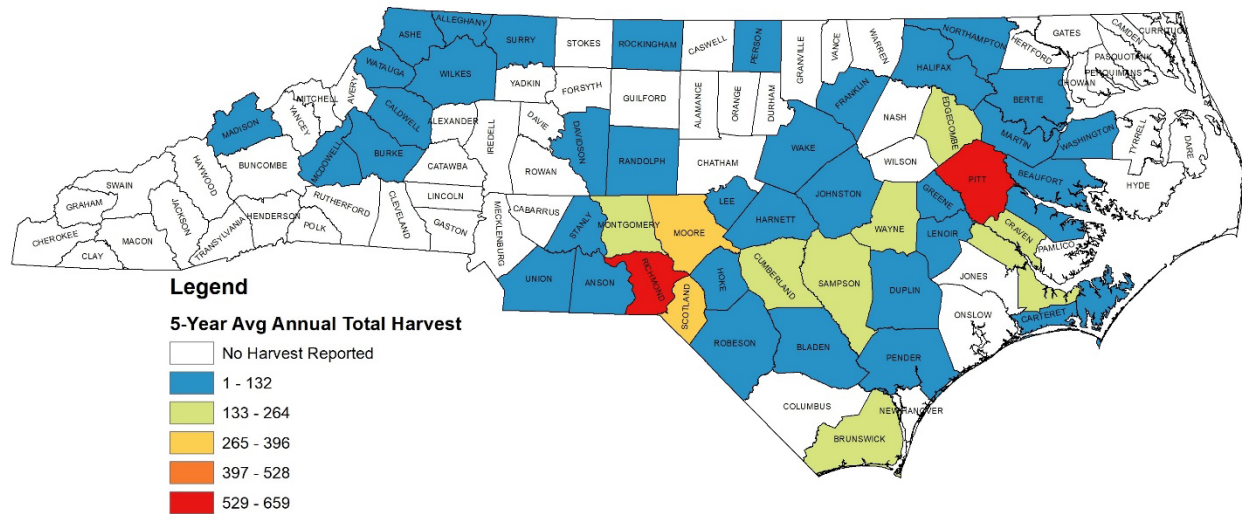 ALLEGHANY
ASHE
SURRY
STOKES
ROCKINGHAM
CASWELL
PERSON
GRANVILLE
VANCE
WARREN
NORTHAMPTON
HERTFORD
GATES
CAMDEN
CURRITUCK
PASQUOTANK
PERQUIMANS
CHOWAN
HALIFAX
BERTIE
WATAUGA
WILKES
YADKIN
FORSYTH
GUILFORD
ALAMANCE
ORANGE
DURHAM
FRANKLIN
NASH
EDGECOMBE
MARTIN
WASHINGTON
TYRRELL
DARE
MITCHELL
AVERY
YANCEY
MADISON
CALDWELL
ALEXANDER
IREDELL
DAVIE
DAVIDSON
RANDOLPH
CHATHAM
WAKE
WILSON
PITT
BEAUFORT
HYDE
BUNCOMBE
MCDOWELL
BURKE
CATAWBA
ROWAN
HAYWOOD
SWAIN
GRAHAM
JACKSON
CHEROKEE
CLAY
MACON
TRANSYLVANIA
HENDERSON
POLK
RUTHERFORD
CLEVELAND
LINCOLN
GASTON
MECKLENBURG
CABARRUS
STANLY
MONTGOMERY
MOORE
LEE
HARNETT
JOHNSTON
WAYNE
GREENE
LENOIR
CRAVEN
PAMLICO
JONES
UNION
ANSON
RICHMOND
SCOTLAND
HOKE
CUMBERLAND
SAMPSON
DUPLIN
ONSLOW
CARTERET
ROBESON
BLADEN
PENDER
COLUMBUS
NEW HANOVER
BRUNSWICK
Legend
5-Year Avg Annual Total Harvest
No Harvest Reported
1 - 132
133 - 264
265 - 396
397 - 528
529 - 659